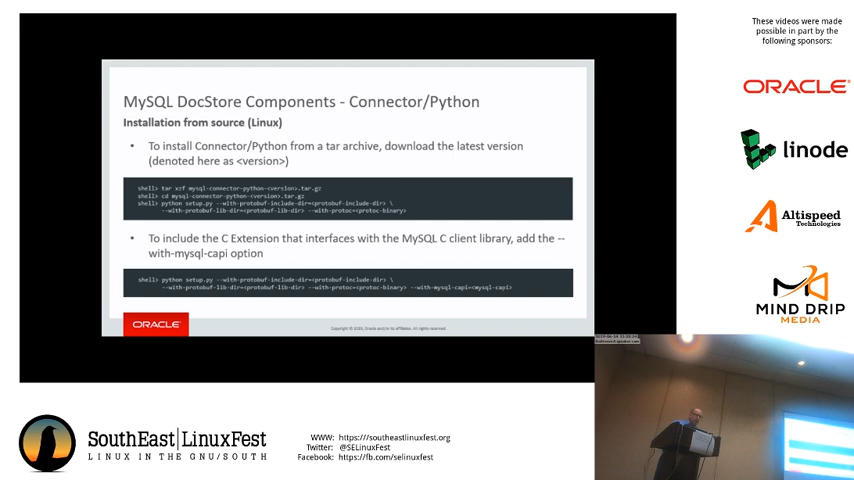 These videos were made
possible in part by the
following sponsors:
ORACLE
linode
Altispeed
Technologies
MIND DRIP
MEDIA
MySQL DocStore Components - Connector/Python
Installation from source (Linux)
• To install Connector/Python from a tar archive, download the latest version
(denoted here as <version>)
shell> tar xzf mysql-connector-python-<version>.tar.gz
shell> cd mysql-connector-python-<version>.tar.gz
shell> python setup.py --with-protobuf-include-dir=<protobuf-include-dir> \
--with-protobuf-lib-dir=<protobuf-lib-dir> --with-protoc=<protoc-binary>
• To include the C Extension that interfaces with the MySQL C client library, add the --
with-mysql-capi option
shell> python setup.py --with-protobuf-include-dir=<protobuf-include-dir> \
--with-protobuf-lib-dir=<protobuf-lib-dir> --with-protoc=<protoc-binary> --with-mysql-capi=<mysql-capi>
ORACLE
SouthEast|LinuxFest
LINUX IN THE GNU/SOUTH
WWW: https:///southeastlinuxfest.org
Twitter: @SELinuxFest
Facebook: https://fb.com/selinuxfest